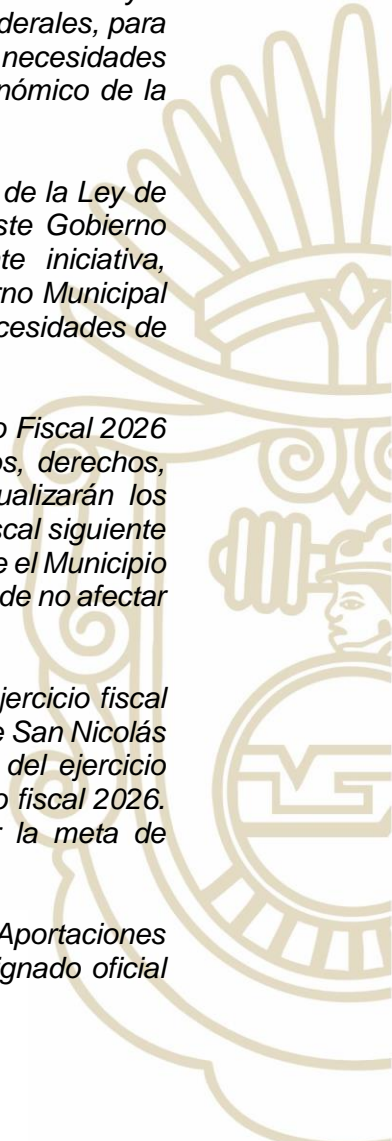 derales, para
necesidades
nómico de la
de la Ley de
ste Gobierno
te iniciativa,
rno Municipal
cesidades de
o Fiscal 2026
os, derechos,
ualizarán los
scal siguiente
e el Municipio
de no afectar
jercicio fiscal
e San Nicolás
del ejercicio
o fiscal 2026.
r la meta de
Aportaciones
ignado oficial